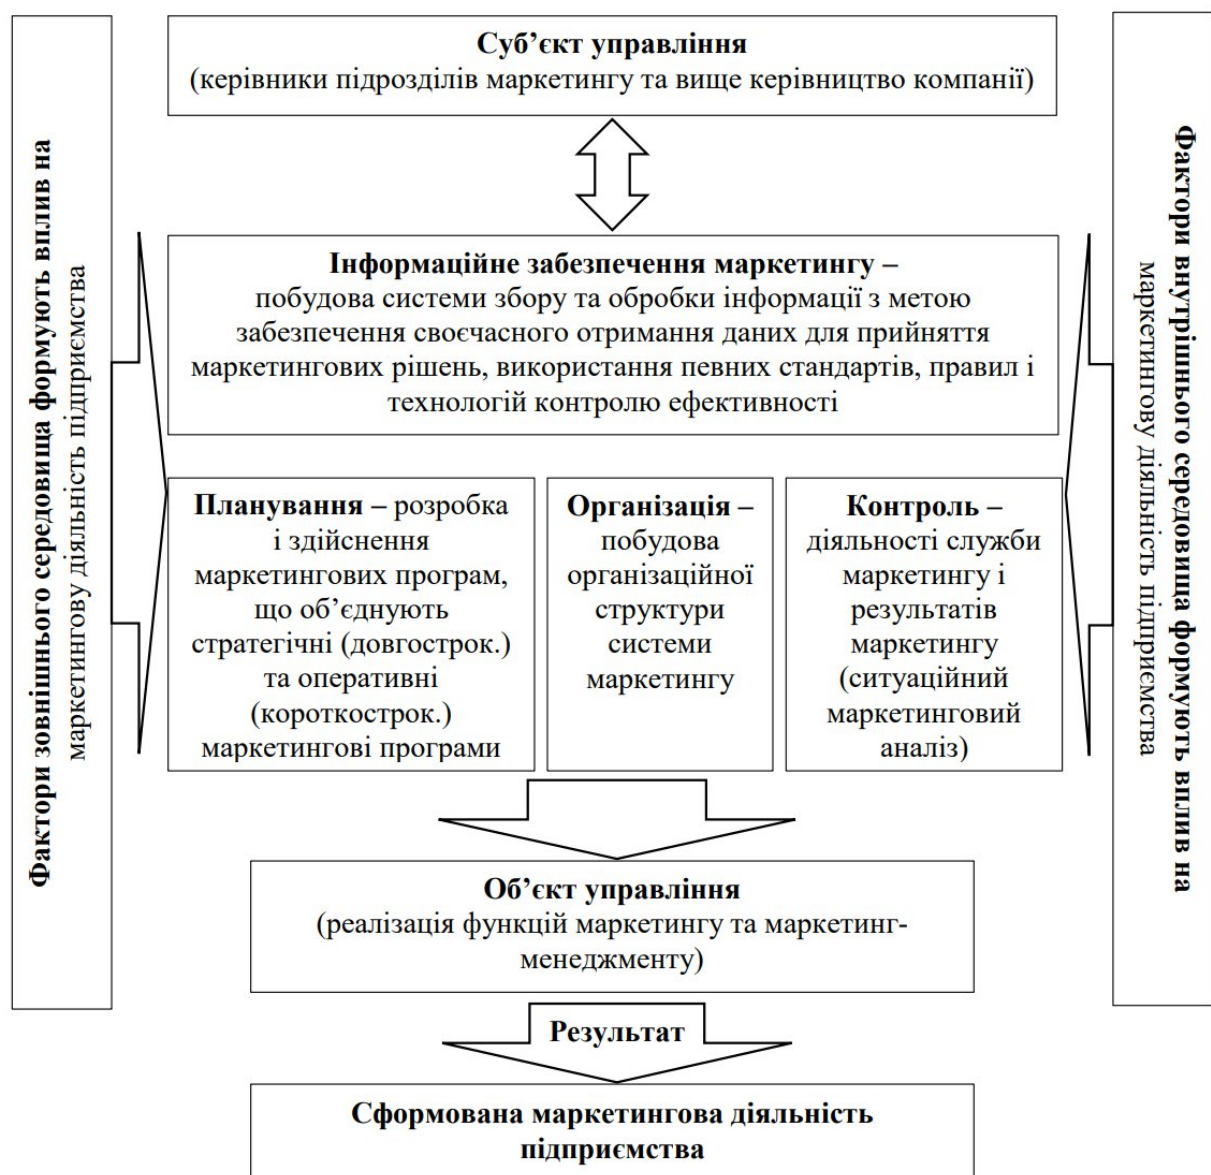 Суб’єкт управління
(керівники підрозділів маркетингу та вище керівництво компанії)
Фактори зовнішнього середовища формують вплив на
маркетингову діяльність підприємства
Фактори внутрішнього середовища формують вплив на
маркетингову діяльність підприємства
Інформаційне забезпечення маркетингу –
побудова системи збору та обробки інформації з метою
забезпечення своєчасного отримання даних для прийняття
маркетингових рішень, використання певних стандартів, правил і
технологій контролю ефективності
Планування – розробка
і здійснення
маркетингових програм,
що об’єднують
стратегічні (довгострок.)
та оперативні
(короткострок.)
маркетингові програми
Організація –
побудова
організаційної
структури
системи
маркетингу
Контроль –
діяльності служби
маркетингу і
результатів
маркетингу
(ситуаційний
маркетинговий
аналіз)
Об’єкт управління
(реалізація функцій маркетингу та маркетинг-
менеджменту)
Результат
Сформована маркетингова діяльність
підприємства